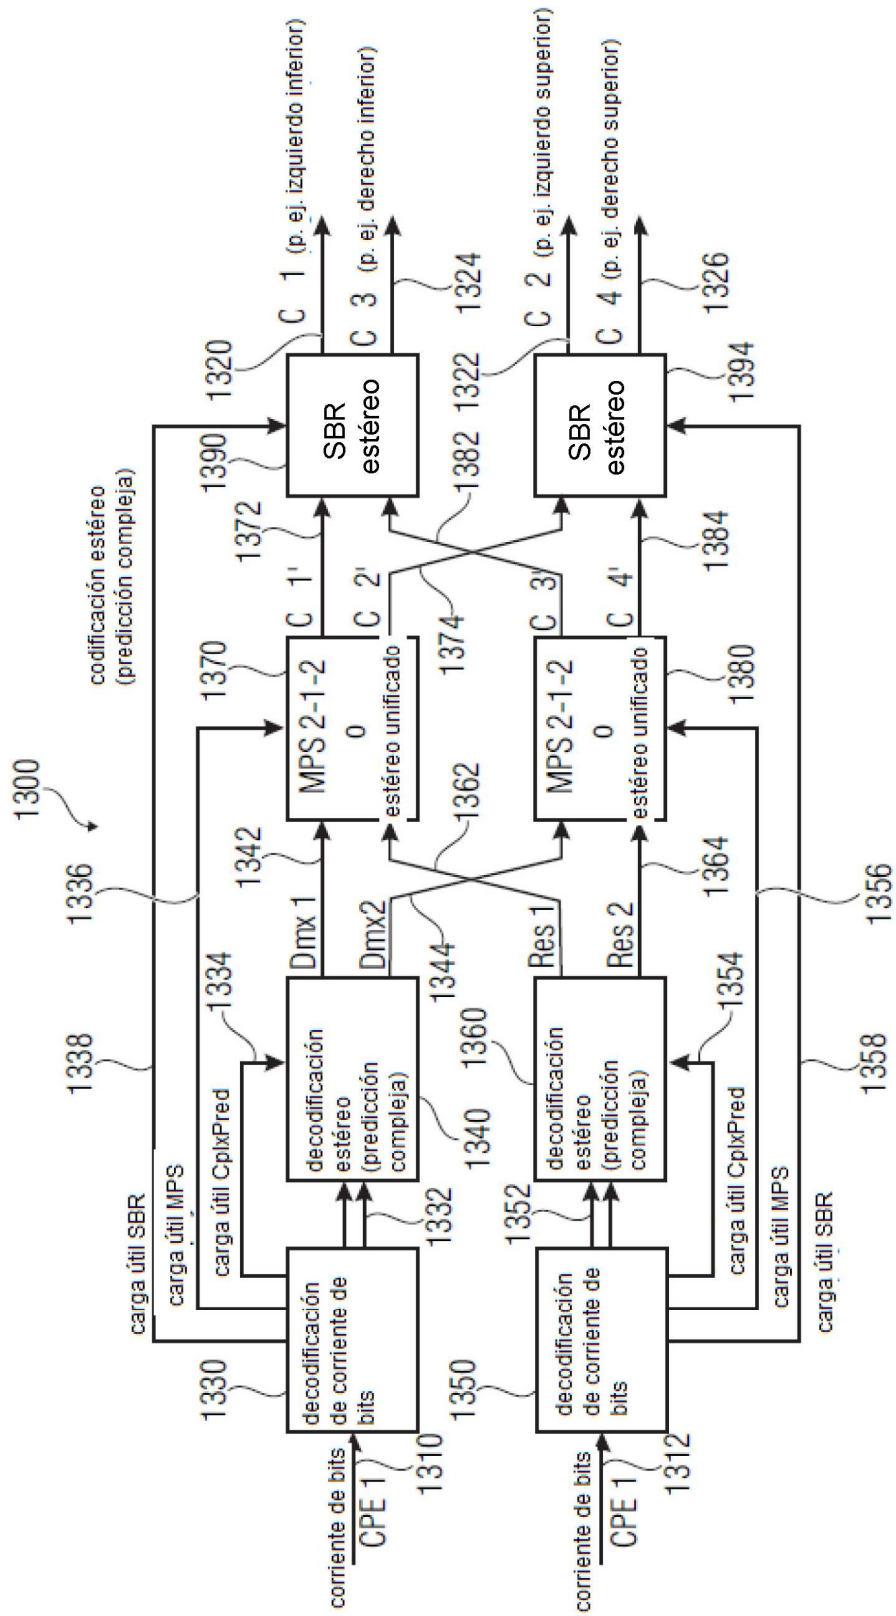 1300
codificación estéreo
(predicción compleja)
1338
1336
1334
carga útil SBR
carga útil MPS
carga útil CplxPred
corriente de bits
CPE 1
1310
1330
decodificación
de corriente de
bits
1332
decodificación
estéreo
(predicción
compleja)
1340
Dmx 1
1342
Dmx2
1344
1362
MPS 2-1-2
o
estéreo unificado
1370
C 1'
1372
C 2'
1374
1382
SBR
estéreo
1390
1320
C 1
(p. ej. izquierdo inferior)
C 3
(p. ej. derecho inferior)
1324
corriente de bits
CPE 1
1312
1350
decodificación
de corriente de
bits
1352
decodificación
estéreo
(predicción
compleja)
1360
Res 1
Res 2
1364
MPS 2-1-2
o
estéreo unificado
1380
C 3'
C 4'
1384
SBR
estéreo
1394
1322
C 2
(p. ej. izquierdo superior)
C 4
(p. ej. derecho superior)
1326
carga útil CplxPred
1354
carga útil MPS
1356
carga útil SBR
1358